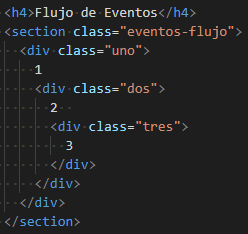 <h4>Flujo de Eventos</h4>
<section class="eventos-flujo">
<div class="uno">
1
<div class="dos">
2
<div class="tres">
3
</div>
</div>
</div>
</section>